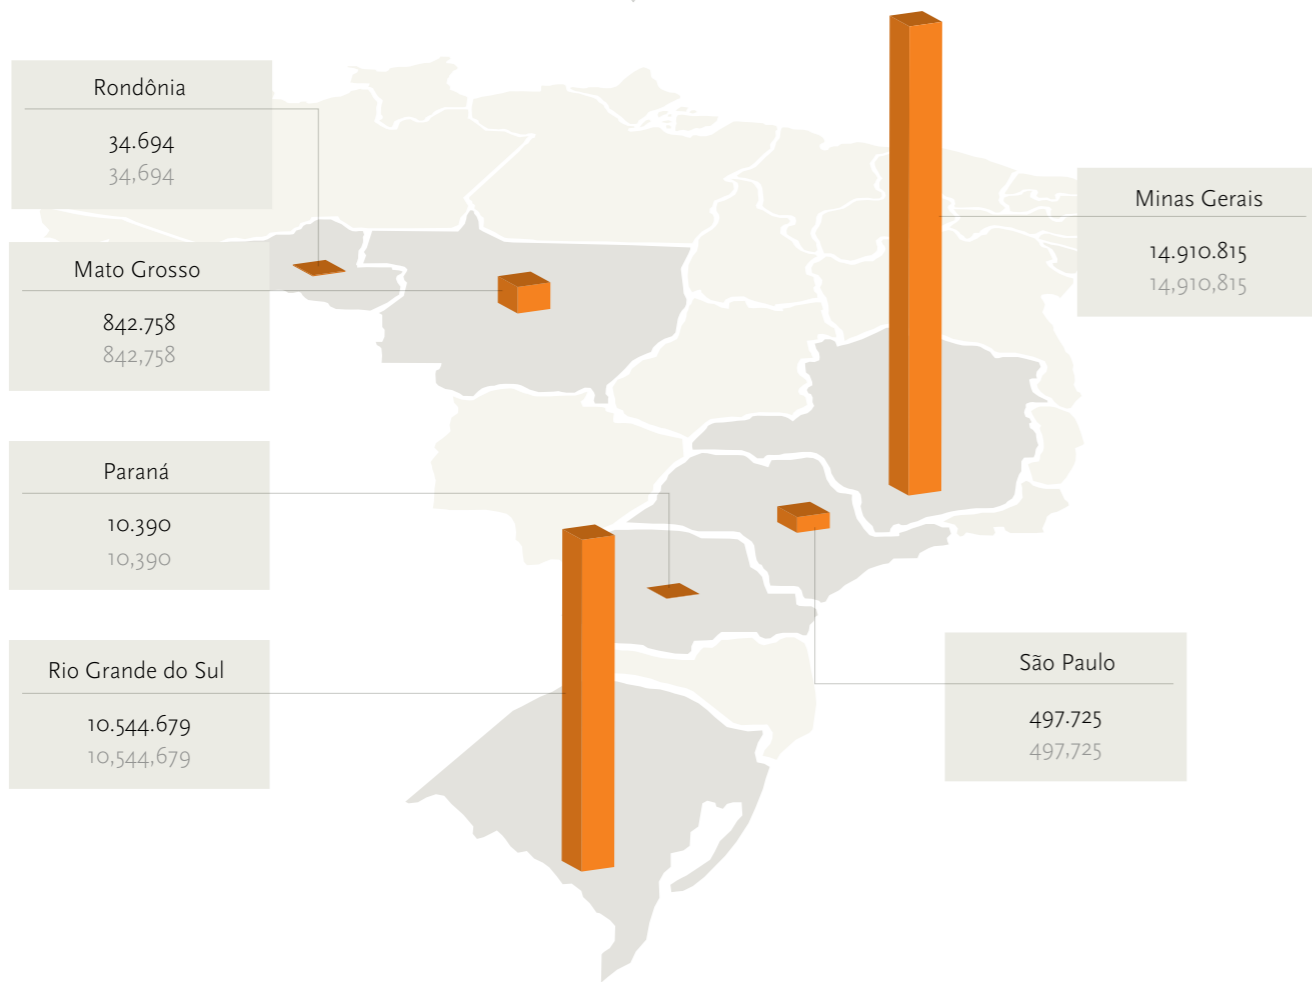 Rondônia
34.694
34,694
Mato Grosso
842.758
842,758
Paraná
10.390
10,390
Rio Grande do Sul
10.544.679
10,544,679
Minas Gerais
14.910.815
14,910,815
São Paulo
497.725
497,725